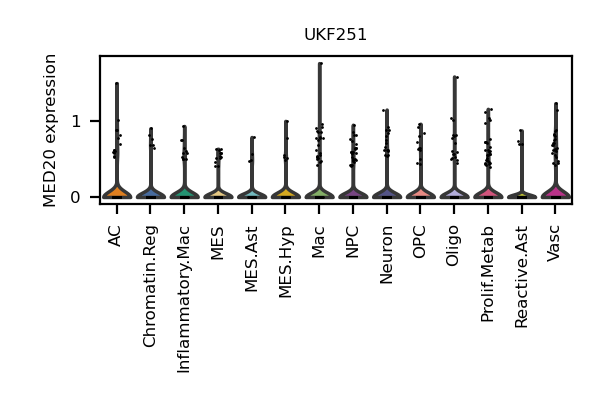 UKF251
MED20 expression
1
0
AC
Chromatin.Reg
Inflammatory.Mac
MES
MES.Ast
MES.Hyp
Mac
NPC
Neuron
OPC
Oligo
Prolif.Metab
Reactive.Ast
Vasc